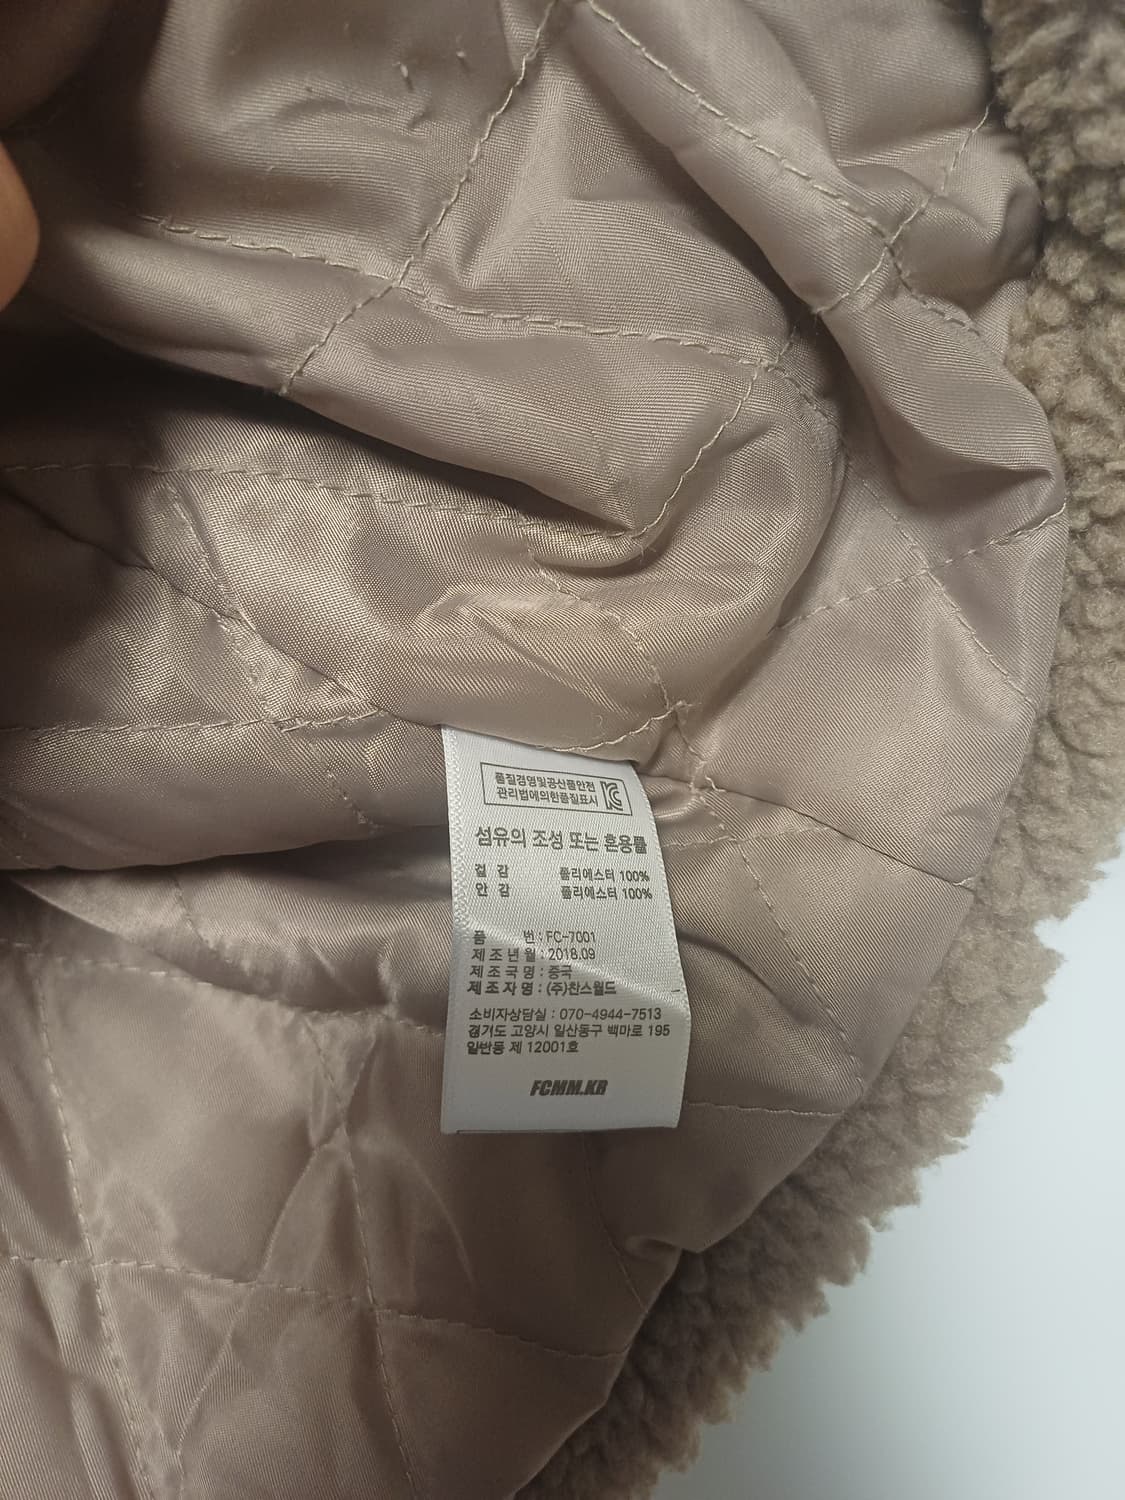 품질경영및공산품안전
관리법에의한품질표시
섬유의 조성 또는 혼용률
겉 감 폴리에스터 100%
안 감 폴리에스터 100%
품 번 : FC-7001
제 조 년 월 : 2018.09
제 조 국 명 : 중국
제 조 자 명 : (주)찬스월드
소비자상담실 : 070-4944-7513
경기도 고양시 일산동구 백마로 195
일반동 제 12001호
FCMM.KR